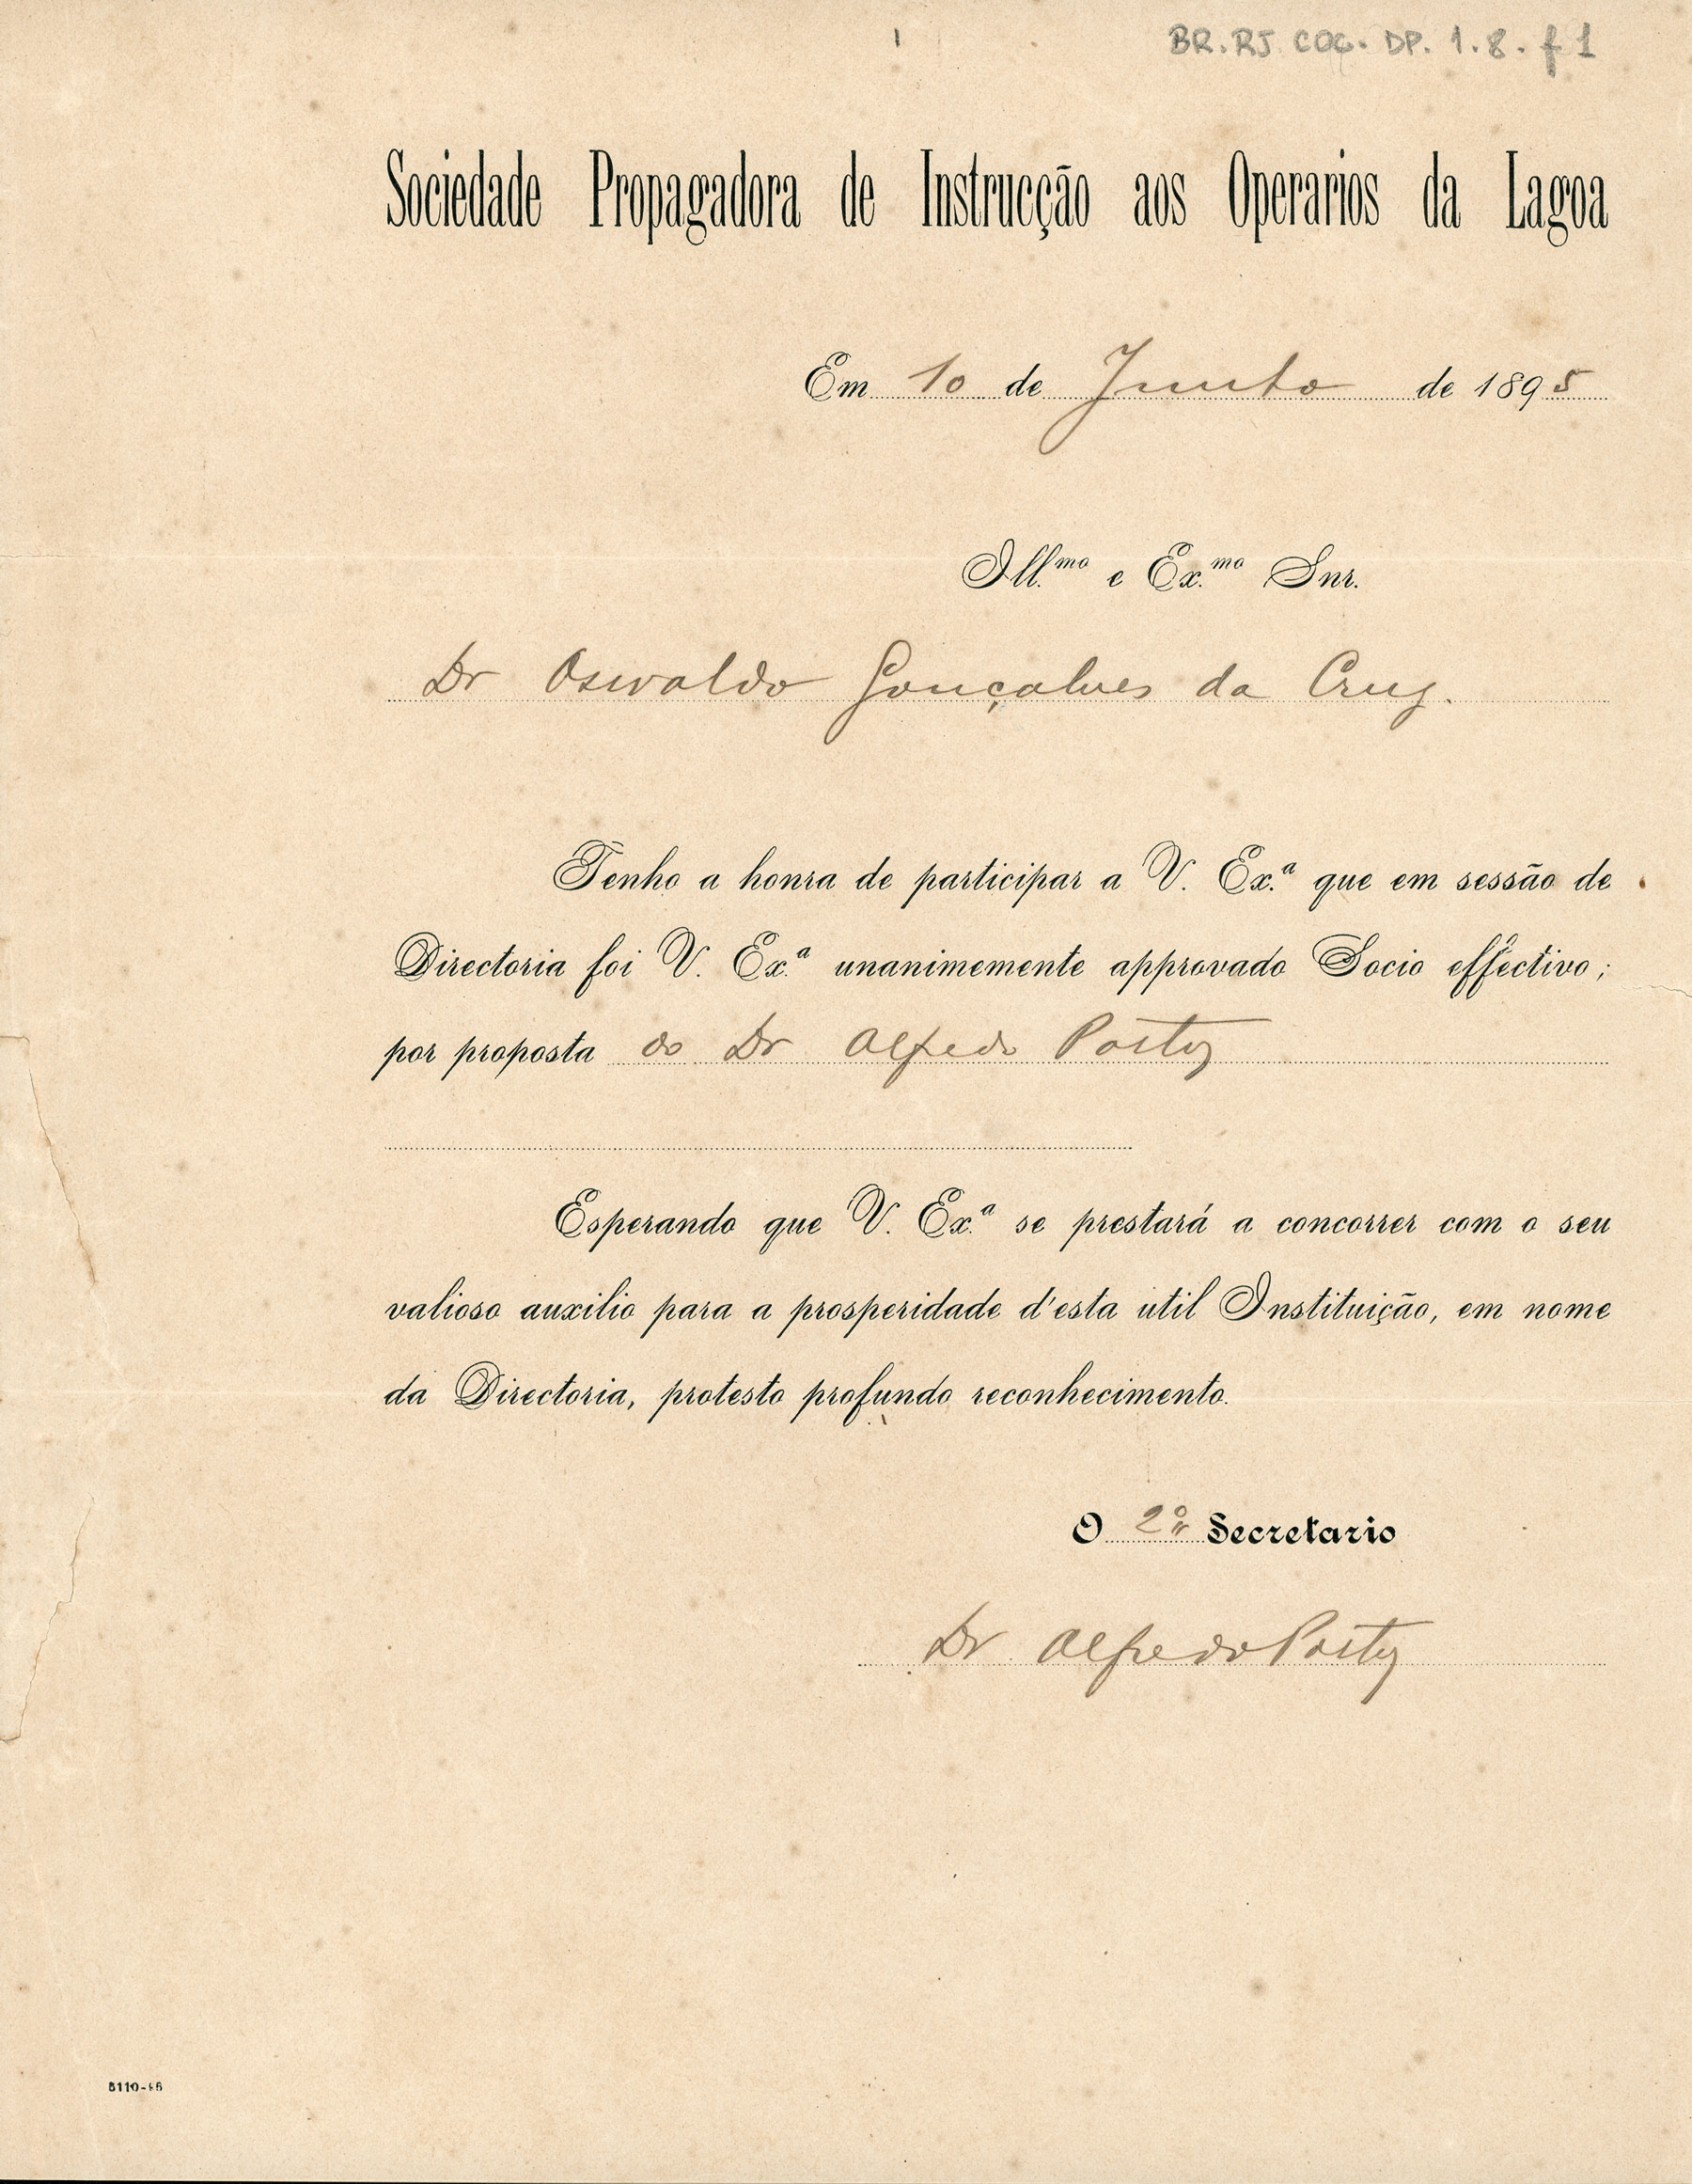 BR.RJ. COC. DP. 1.8. f 1
Sociedade Propagadora de Instrucção aos Operarios da Lagoa
Em 10 de Junho de 1895
Ill.mo e Ex.mo Snr.
Dr Oswaldo Gonçalves da Cruz.
Tenho a honra de participar a V. Ex.ª que em sessão de
Directoria foi V. Ex.ª unanimemente approvado Socio effectivo;
por proposta do Dr Alfredo Porto
Esperando que V. Ex.ª se prestará a concorrer com o seu
valioso auxilio para a prosperidade d'esta util Instituição, em nome
da Directoria, protesto profundo reconhecimento.
O 2º Secretario
Dr Alfredo Porto